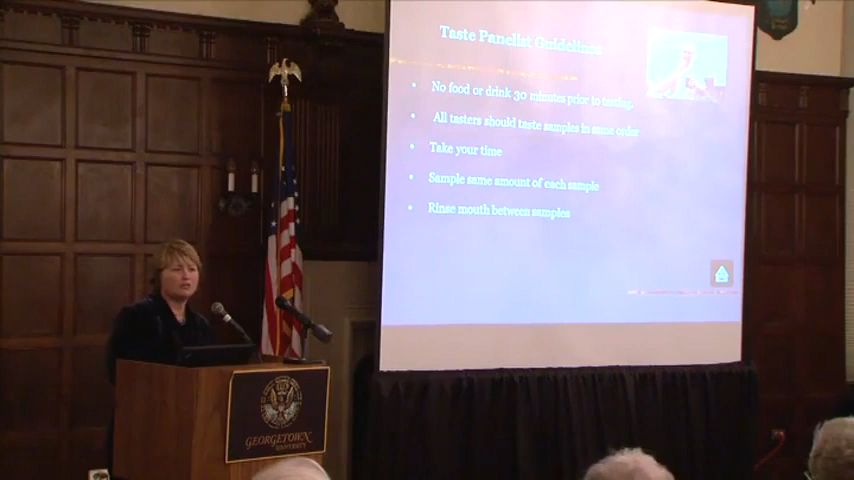 Taste Panelist Guidelines
• No food or drink 30 minutes prior to tasting.
• All tasters should taste samples in same order
• Take your time
• Sample same amount of each sample
• Rinse mouth between samples
GEORGETOWN
UNIVERSITY